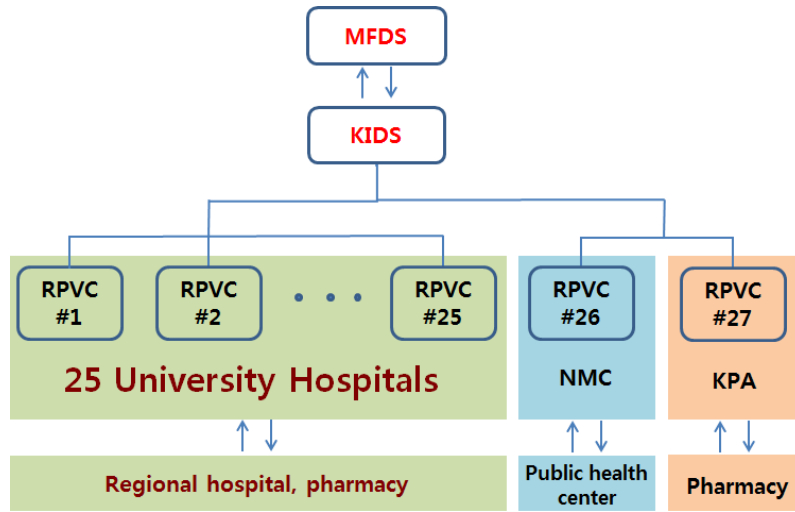 MFDS
KIDS
RPVC
#1
RPVC
#2
• • •
RPVC
#25
RPVC
#26
RPVC
#27
25 University Hospitals
NMC
KPA
Regional hospital, pharmacy
Public health
center
Pharmacy